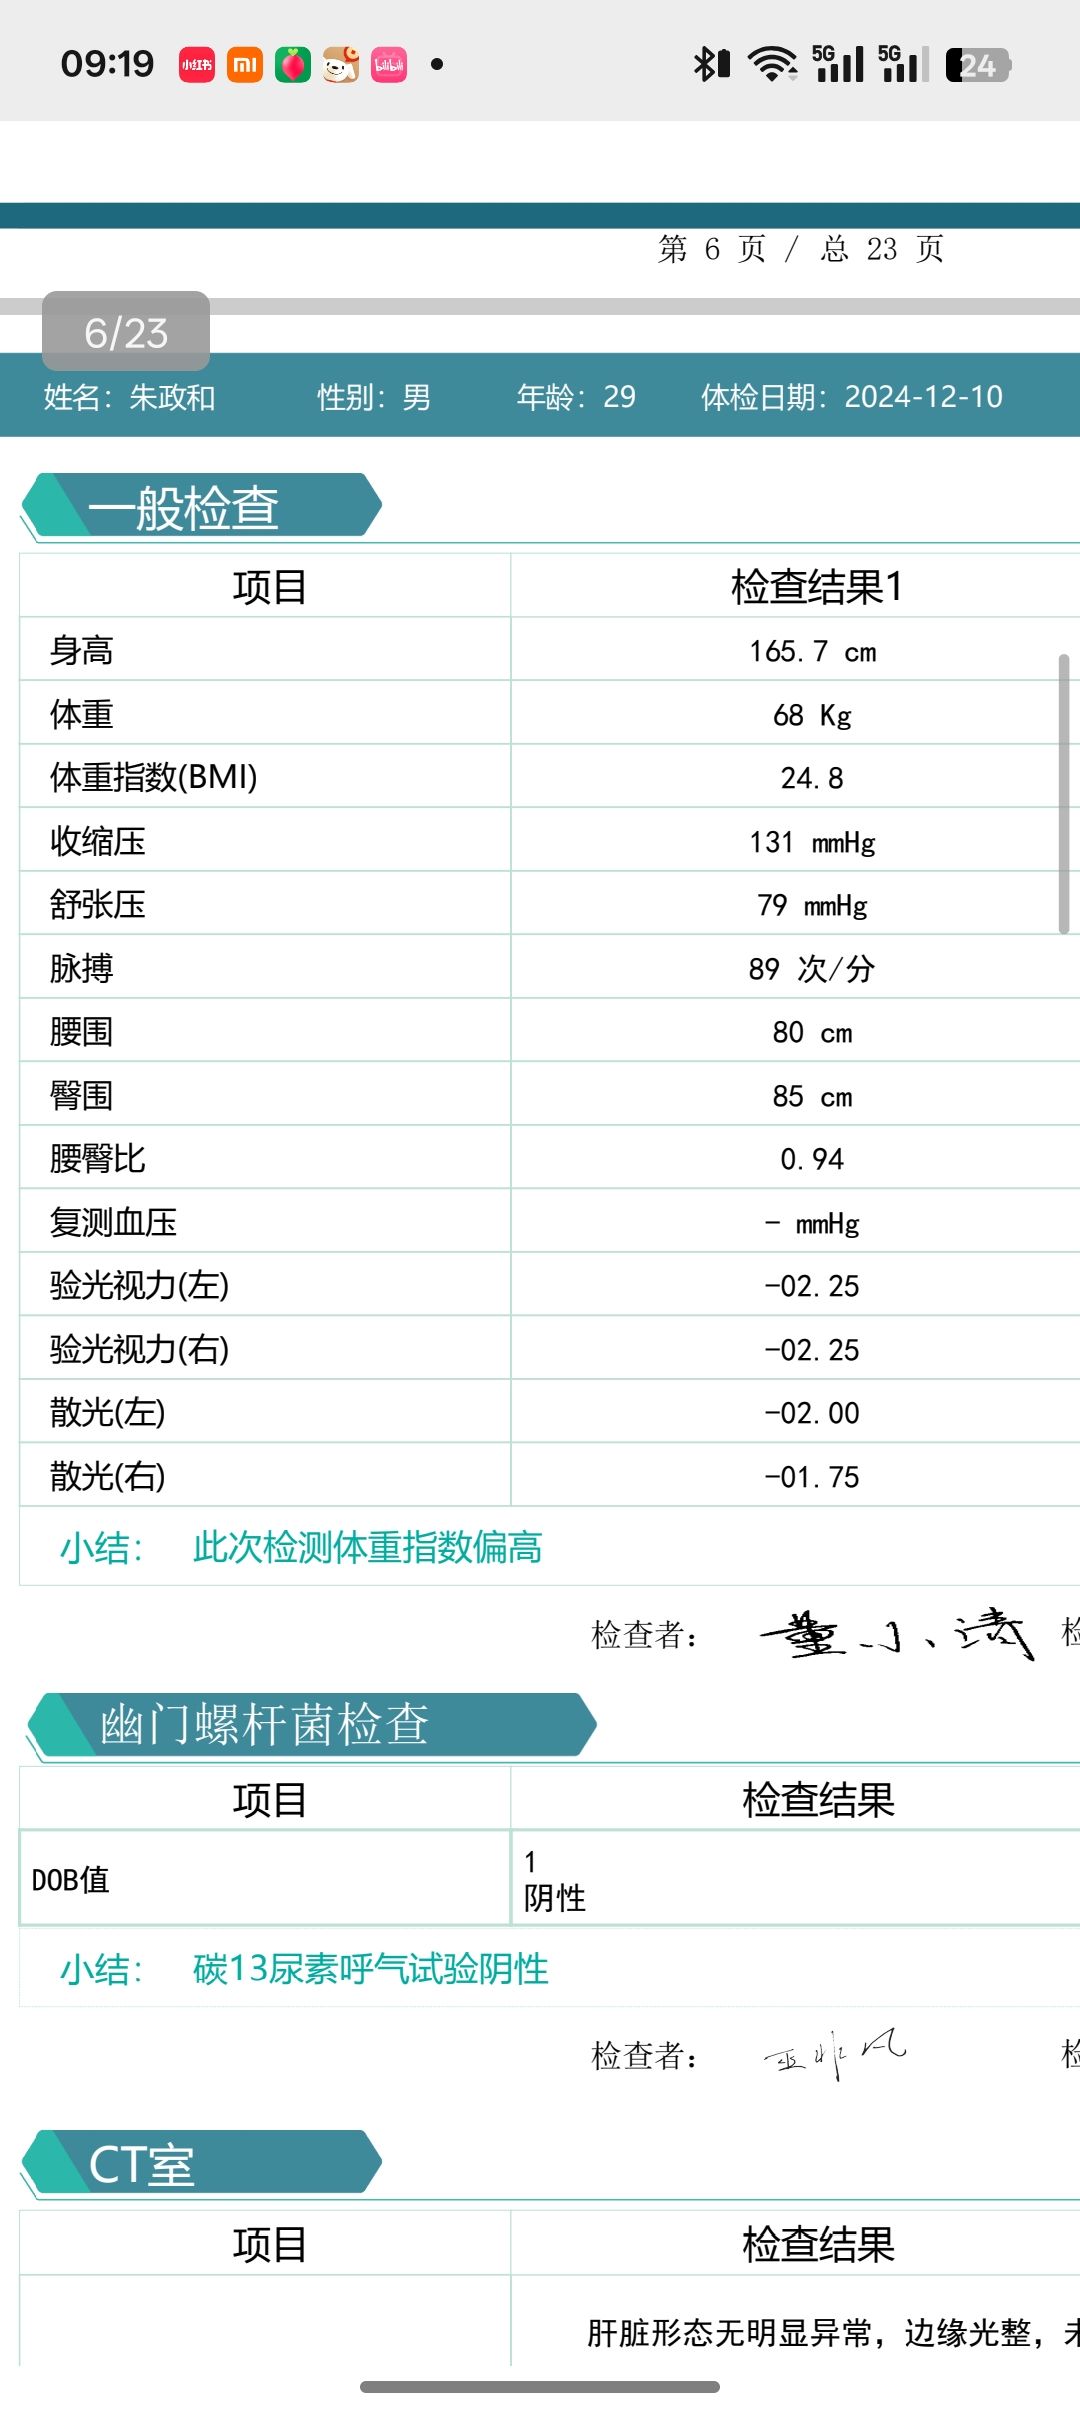 09:19 小红书 mi bilibili 5G 5G 24
第 6 页 / 总 23 页
6/23
姓名：朱政和 性别：男 年龄：29 体检日期：2024-12-10
一般检查
项目 检查结果1
身高 165.7 cm
体重 68 Kg
体重指数(BMI) 24.8
收缩压 131 mmHg
舒张压 79 mmHg
脉搏 89 次/分
腰围 80 cm
臀围 85 cm
腰臀比 0.94
复测血压 - mmHg
验光视力(左) -02.25
验光视力(右) -02.25
散光(左) -02.00
散光(右) -01.75
小结： 此次检测体重指数偏高
检查者： 董小涛
幽门螺杆菌检查
项目 检查结果
DOB值 1
阴性
小结： 碳13尿素呼气试验阴性
检查者：
CT室
项目 检查结果
肝脏形态无明显异常，边缘光整，未